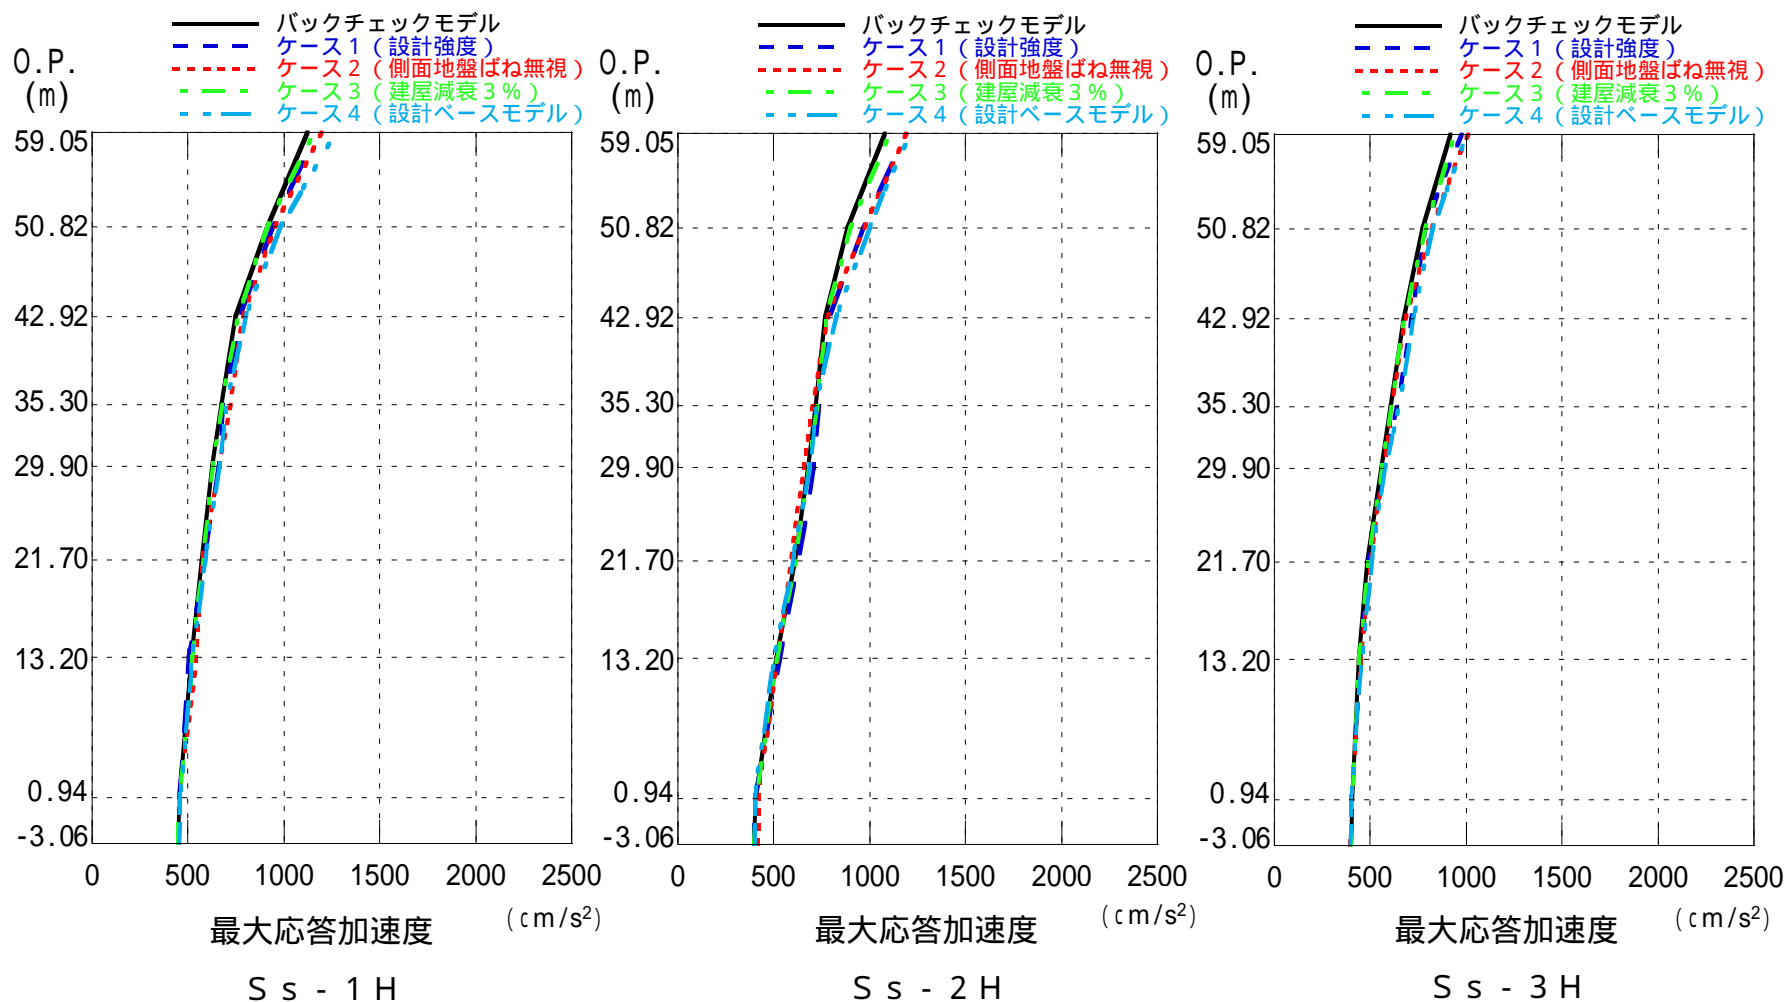 バックチェックモデル
ケース1(設計強度)
ケース2(側面地盤ばね無視)
ケース3(建屋減衰3%)
ケース4(設計ベースモデル)
O.P.
(m)
59.05
50.82
42.92
35.30
29.90
21.70
13.20
0.94
-3.06
0 500 1000 1500 2000 2500
最大応答加速度 (cm/s²)
Ss-1H
バックチェックモデル
ケース1(設計強度)
ケース2(側面地盤ばね無視)
ケース3(建屋減衰3%)
ケース4(設計ベースモデル)
O.P.
(m)
59.05
50.82
42.92
35.30
29.90
21.70
13.20
0.94
-3.06
0 500 1000 1500 2000 2500
最大応答加速度 (cm/s²)
Ss-2H
バックチェックモデル
ケース1(設計強度)
ケース2(側面地盤ばね無視)
ケース3(建屋減衰3%)
ケース4(設計ベースモデル)
O.P.
(m)
59.05
50.82
42.92
35.30
29.90
21.70
13.20
0.94
-3.06
0 500 1000 1500 2000 2500
最大応答加速度 (cm/s²)
Ss-3H